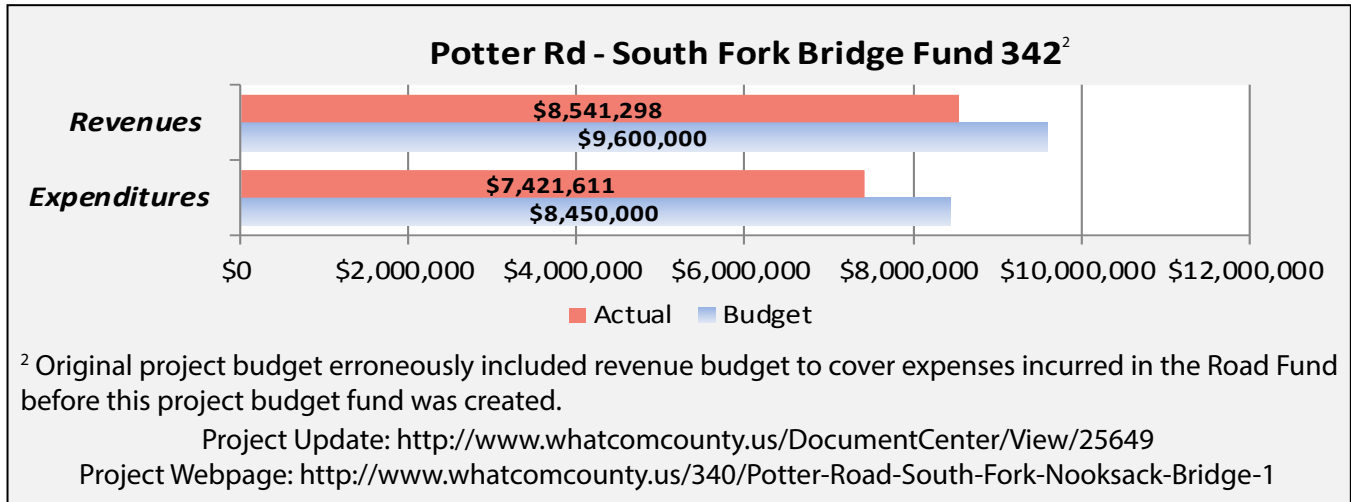 Potter Rd - South Fork Bridge Fund 342²
Revenues
$8,541,298
$9,600,000
Expenditures
$7,421,611
$8,450,000
$0 $2,000,000 $4,000,000 $6,000,000 $8,000,000 $10,000,000 $12,000,000
Actual Budget
² Original project budget erroneously included revenue budget to cover expenses incurred in the Road Fund
before this project budget fund was created.
Project Update: http://www.whatcomcounty.us/DocumentCenter/View/25649
Project Webpage: http://www.whatcomcounty.us/340/Potter-Road-South-Fork-Nooksack-Bridge-1